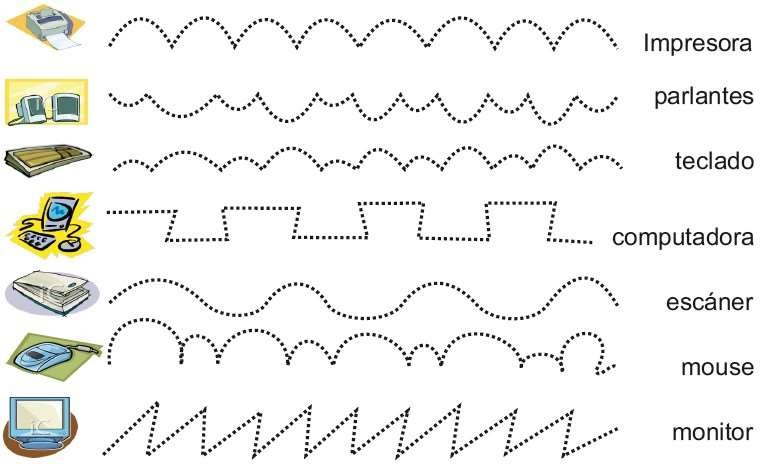 Impresora
parlantes
teclado
computadora
escáner
mouse
monitor